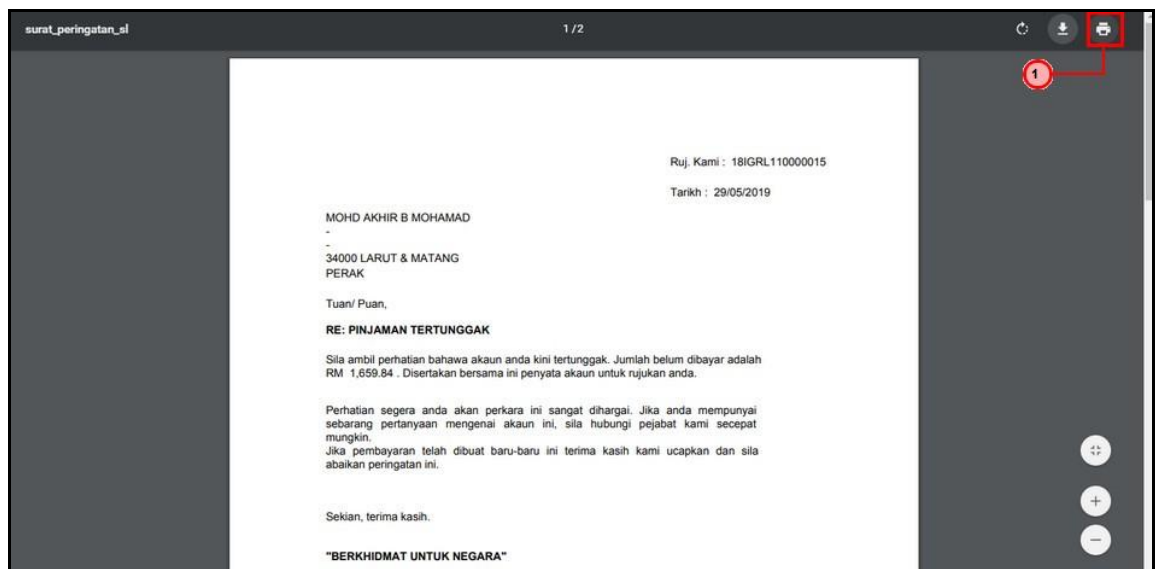 surat_peringatan_sl
1 / 2
1
Ruj. Kami : 18IGRL110000015
Tarikh : 29/05/2019
MOHD AKHIR B MOHAMAD
-
-
34000 LARUT & MATANG
PERAK
Tuan/ Puan,
RE: PINJAMAN TERTUNGGAK
Sila ambil perhatian bahawa akaun anda kini tertunggak. Jumlah belum dibayar adalah
RM 1,659.84 . Disertakan bersama ini penyata akaun untuk rujukan anda.
Perhatian segera anda akan perkara ini sangat dihargai. Jika anda mempunyai
sebarang pertanyaan mengenai akaun ini, sila hubungi pejabat kami secepat
mungkin.
Jika pembayaran telah dibuat baru-baru ini terima kasih kami ucapkan dan sila
abaikan peringatan ini.
Sekian, terima kasih.
"BERKHIDMAT UNTUK NEGARA"